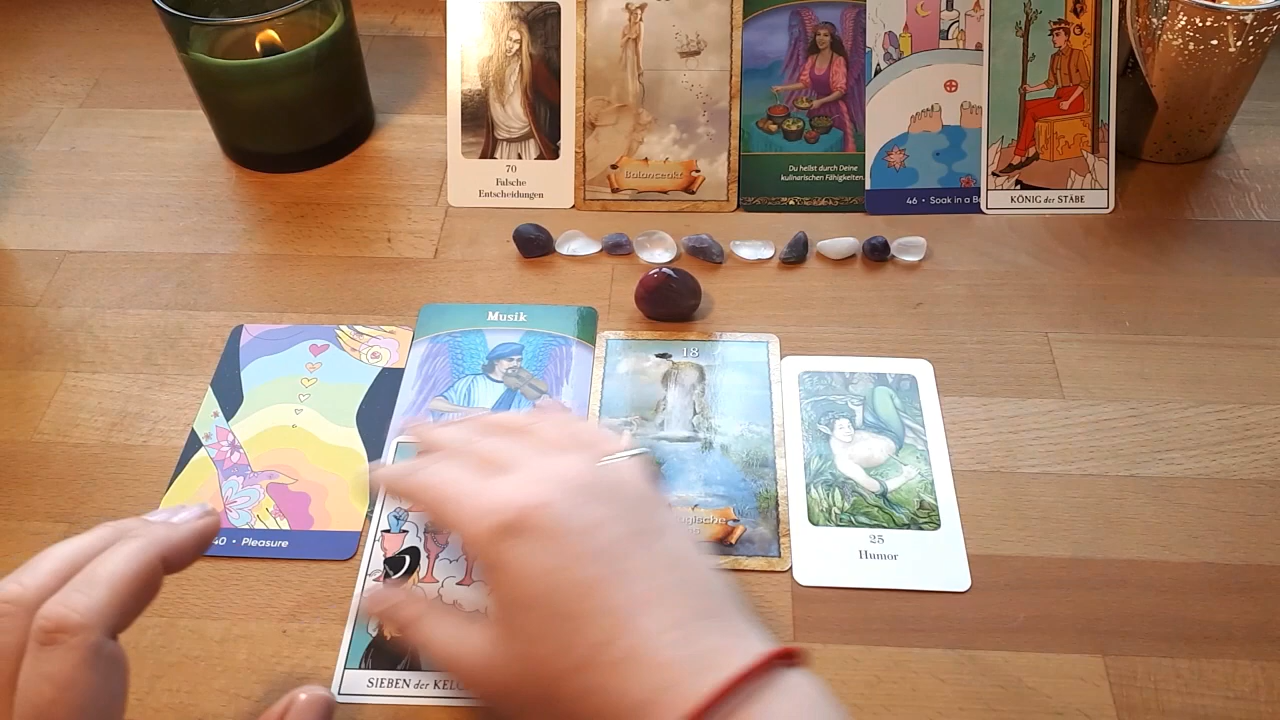 70
Falsche
Entscheidungen
Balanceakt
Du heilst durch Deine
kulinarischen Fähigkeiten.
46 • Soak in a
KÖNIG der STÄBE
Musik
18
25
Humor
40 • Pleasure
SIEBEN der